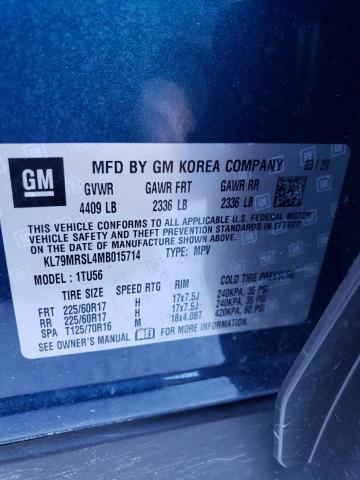 GM
MFD BY GM KOREA COMPANY 03/20
GVWR GAWR FRT GAWR RR
4409 LB 2336 LB 2336 LB
THIS VEHICLE CONFORMS TO ALL APPLICABLE U.S. FEDERAL MOTOR
VEHICLE SAFETY AND THEFT PREVENTION STANDARDS IN EFFECT
ON THE DATE OF MANUFACTURE SHOWN ABOVE.
KL79MRSL4MB015714 TYPE: MPV
MODEL: 1TU56
TIRE SIZE SPEED RTG RIM COLD TIRE PRESSURE
FRT 225/60R17 H 17x7.5J 240KPA, 35 PSI
RR 225/60R17 H 17x7.5J 240KPA, 35 PSI
SPA T125/70R16 M 16x4.0BT 420KPA, 60 PSI
SEE OWNER'S MANUAL FOR ADDITIONAL INFORMATION